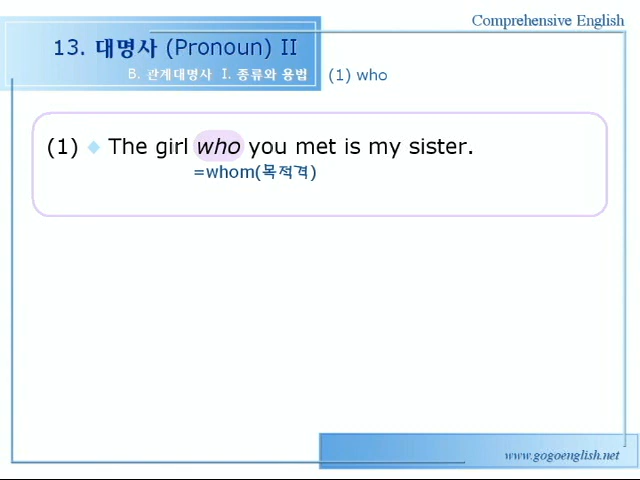 Comprehensive English
13. 대명사 (Pronoun) II
B. 관계대명사 I. 종류와 용법 (1) who
(1) ◆ The girl who you met is my sister.
=whom(목적격)
www.gogoenglish.net